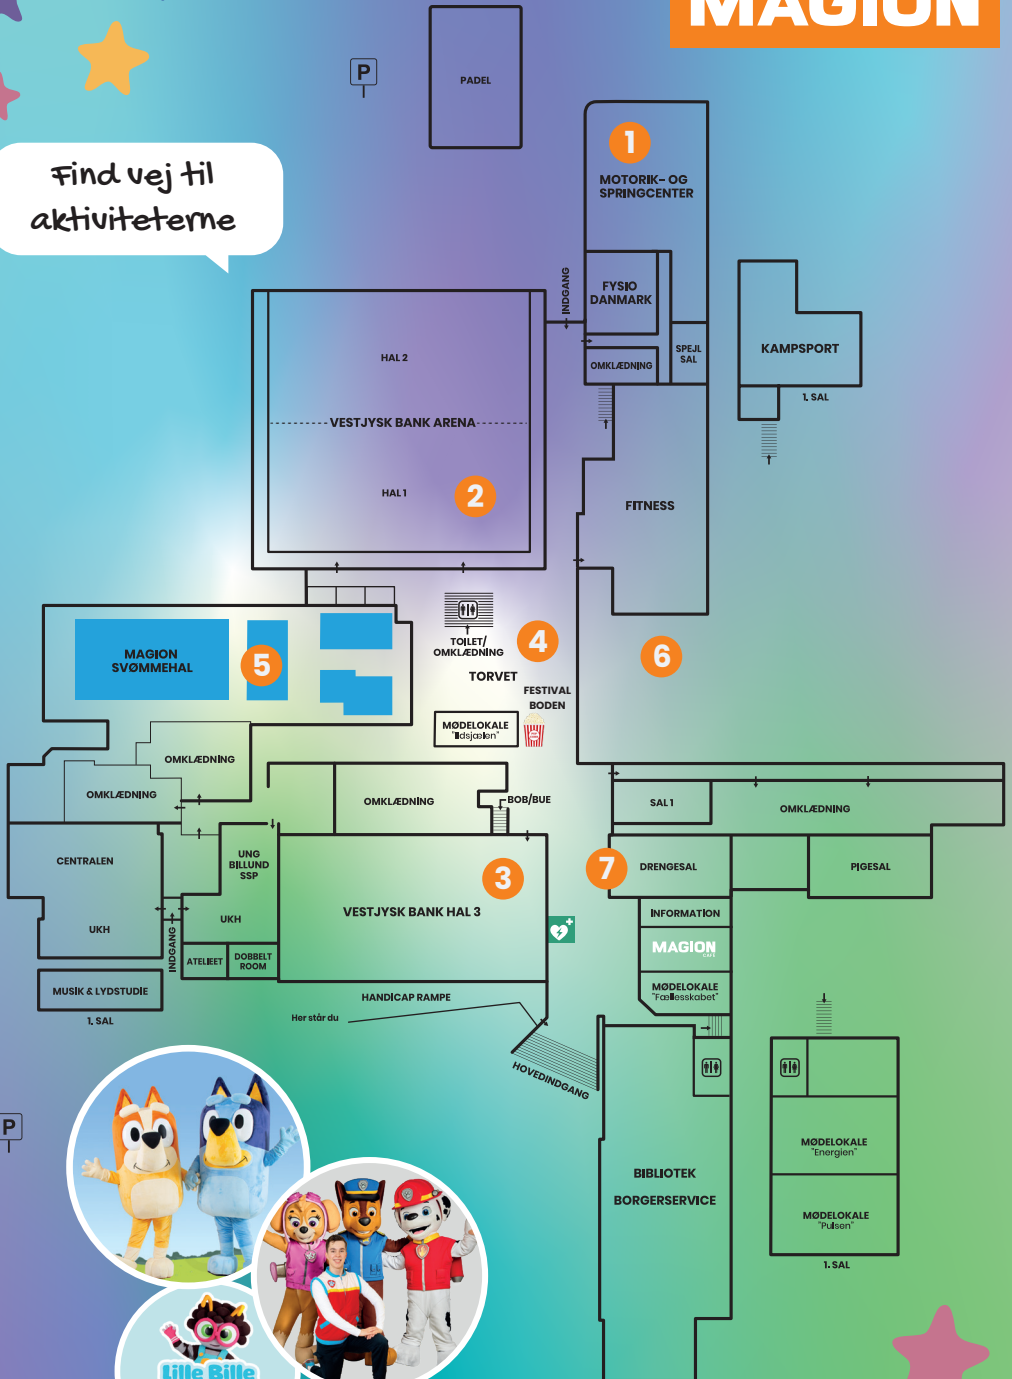 MAGION
P
PADEL
Find vej til
aktiviteterne
1
MOTORIK- OG
SPRINGCENTER
INDGANG
FYSIO
DANMARK
OMKLÆDNING
SPEJL
SAL
KAMPSPORT
1. SAL
HAL 2
VESTJYSK BANK ARENA
HAL 1
2
FITNESS
TOILET/
OMKLÆDNING
4
TORVET
FESTIVAL
BODEN
MØDELOKALE
"Ildsjælen"
6
MAGION
SVØMMEHAL
5
OMKLÆDNING
OMKLÆDNING
OMKLÆDNING
BOB/BUE
SAL 1
OMKLÆDNING
CENTRALEN
UKH
UNG
BILLUND
SSP
UKH
INDGANG
ATELIEET
DOBBELT
ROOM
3
VESTJYSK BANK HAL 3
7
DRENGESAL
PIGESAL
INFORMATION
MAGION
CAFÉ
MØDELOKALE
"Fællesskabet"
MUSIK & LYDSTUDIE
1. SAL
HANDICAP RAMPE
Her står du
HOVEDINDGANG
P
BIBLIOTEK
BORGERSERVICE
MØDELOKALE
"Energien"
MØDELOKALE
"Pulsen"
1. SAL
Lille Bille